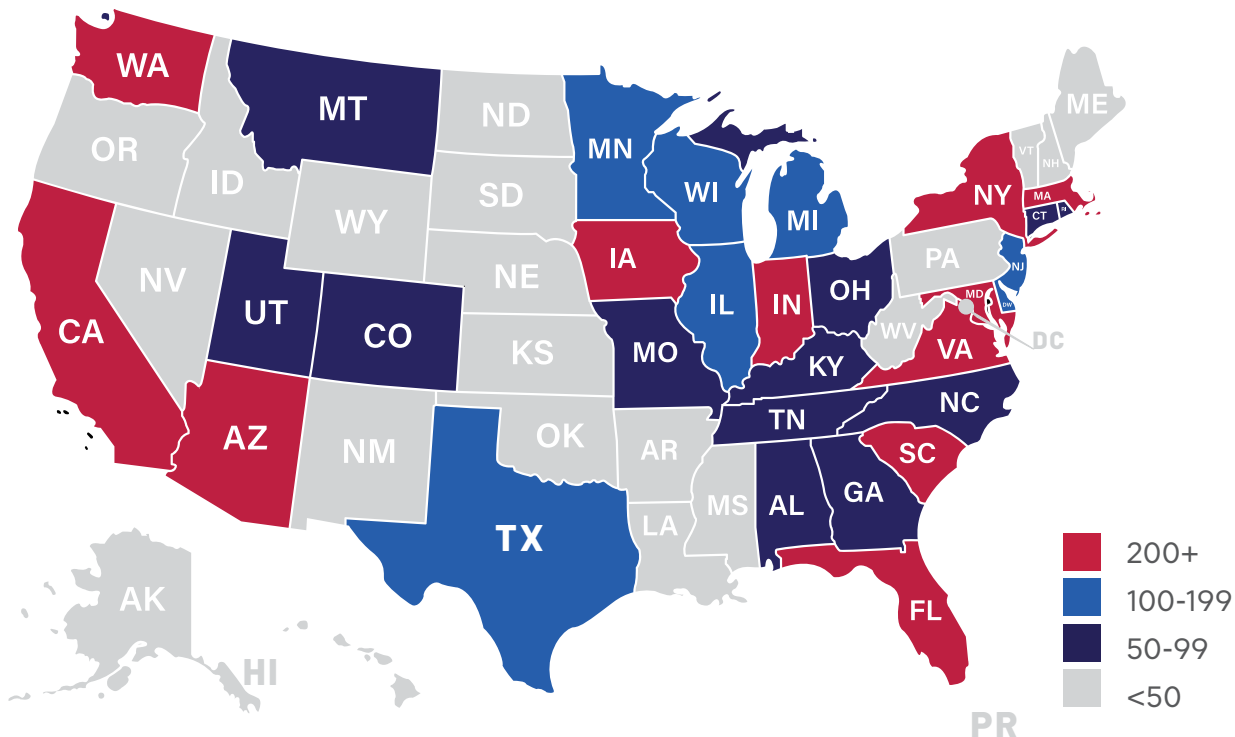 WA
MT
ND
MN
ME
OR
ID
SD
WI
MI
VT
NH
NY
MA
WY
CT
RI
NV
NE
IA
PA
NJ
UT
CO
IL
IN
OH
MD
DW
CA
KS
MO
WV
VA
DC
KY
AZ
NM
OK
AR
TN
NC
SC
MS
AL
GA
LA
TX
AK
FL
HI
PR
200+
100-199
50-99
<50